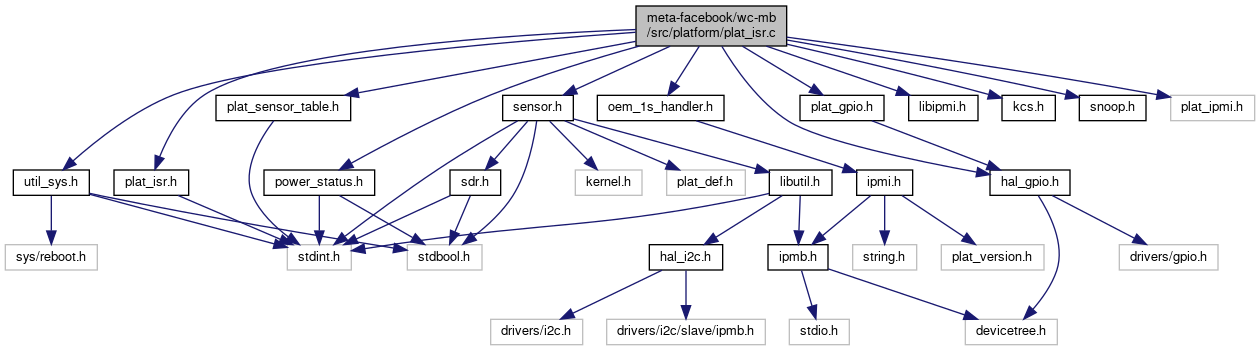 meta-facebook/wc-mb
/src/platform/plat_isr.c
plat_sensor_table.h
sensor.h
oem_1s_handler.h
plat_gpio.h
libipmi.h
kcs.h
snoop.h
plat_ipmi.h
util_sys.h
plat_isr.h
power_status.h
sdr.h
kernel.h
plat_def.h
libutil.h
ipmi.h
hal_gpio.h
sys/reboot.h
stdint.h
stdbool.h
hal_i2c.h
ipmb.h
string.h
plat_version.h
drivers/gpio.h
drivers/i2c.h
drivers/i2c/slave/ipmb.h
stdio.h
devicetree.h